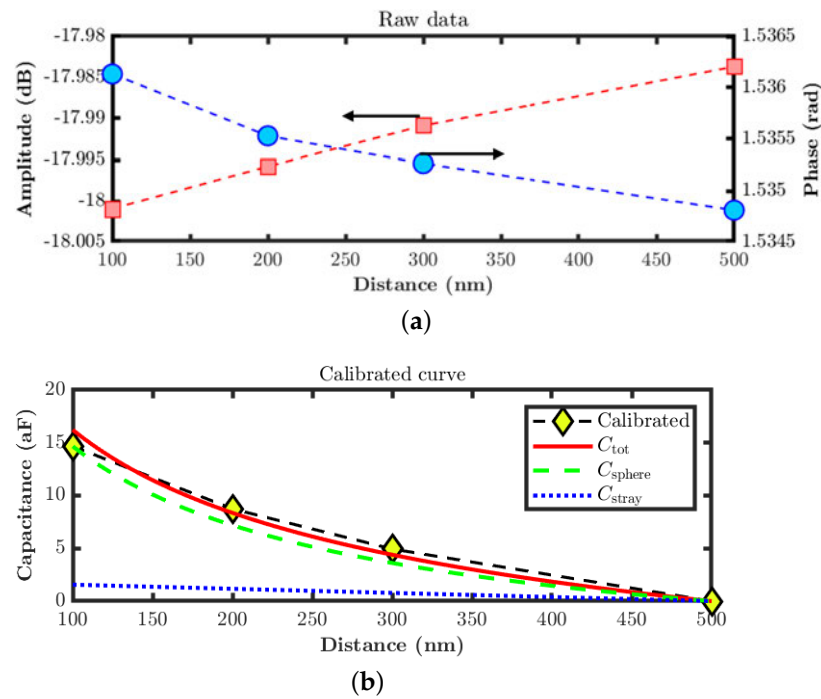 Raw data
-17.98
-17.985
-17.99
-17.995
-18
-18.005
Amplitude (dB)
1.5365
1.536
1.5355
1.535
1.5345
Phase (rad)
100 150 200 250 300 350 400 450 500
Distance (nm)
(a)
Calibrated curve
20
15
10
5
0
Capacitance (aF)
Calibrated
C_tot
C_sphere
C_stray
100 150 200 250 300 350 400 450 500
Distance (nm)
(b)